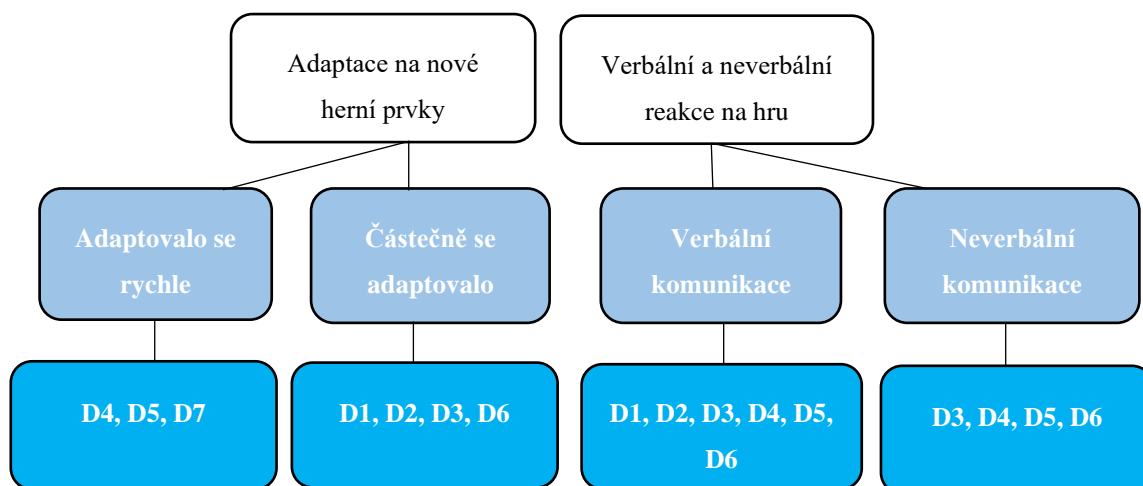 Adaptace na nové
herní prvky
Verbální a neverbální
reakce na hru
Adaptovalo se
rychle
Částečně se
adaptovalo
Verbální
komunikace
Neverbální
komunikace
D4, D5, D7
D1, D2, D3, D6
D1, D2, D3, D4, D5,
D6
D3, D4, D5, D6